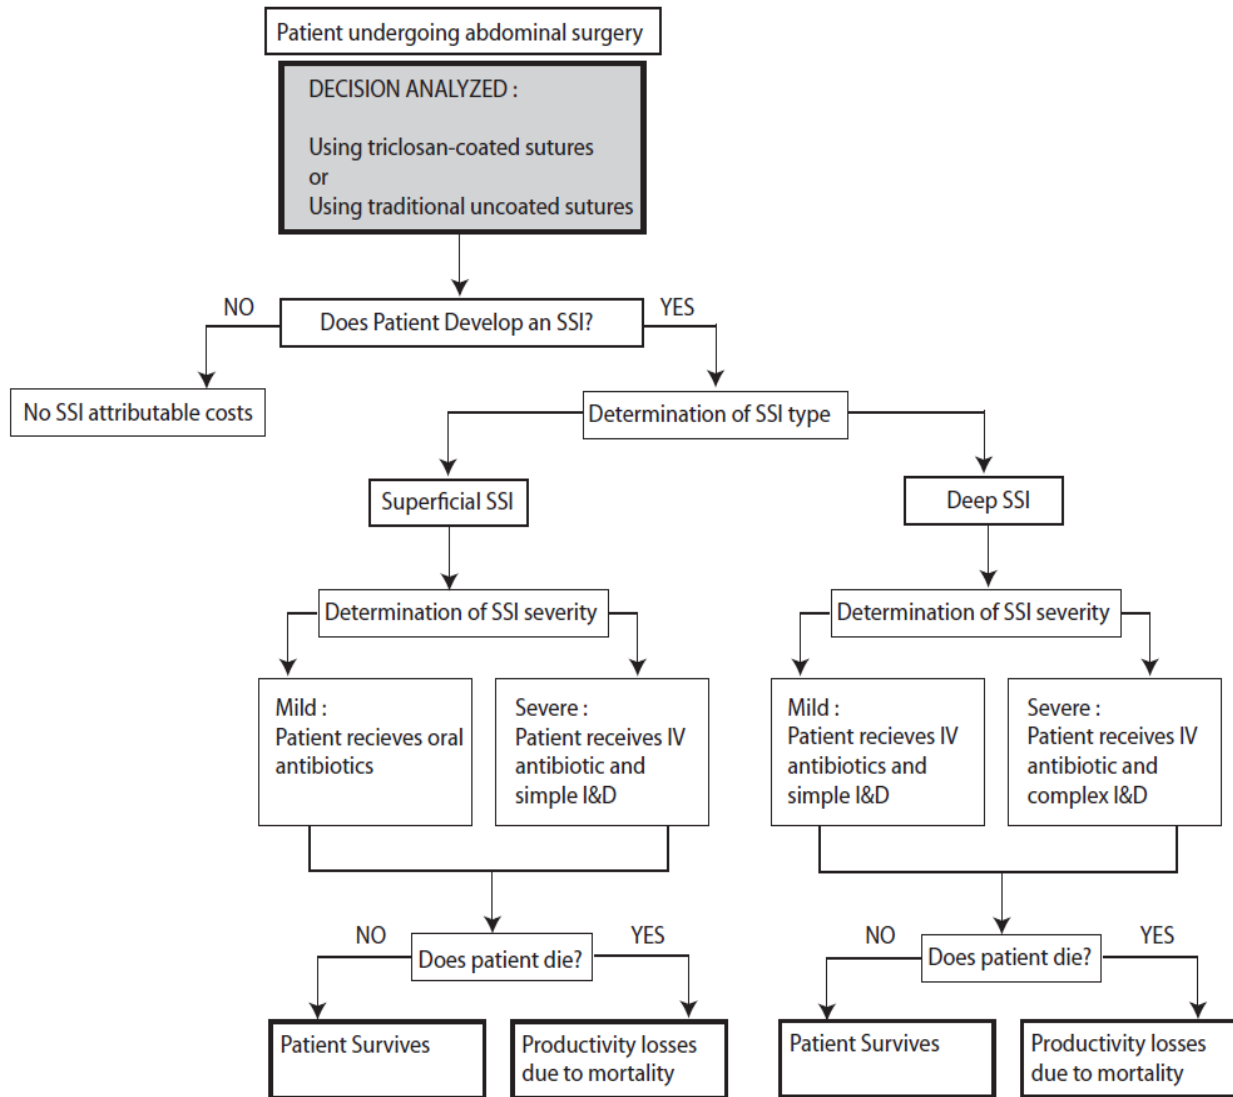 Patient undergoing abdominal surgery
DECISION ANALYZED :
Using triclosan-coated sutures
or
Using traditional uncoated sutures
NO
YES
Does Patient Develop an SSI?
No SSI attributable costs
Determination of SSI type
Superficial SSI
Deep SSI
Determination of SSI severity
Determination of SSI severity
Mild :
Patient recieves oral
antibiotics
Severe :
Patient receives IV
antibiotic and
simple I&D
Mild :
Patient recieves IV
antibiotics and
simple I&D
Severe :
Patient receives IV
antibiotic and
complex I&D
NO
YES
Does patient die?
NO
YES
Does patient die?
Patient Survives
Productivity losses
due to mortality
Patient Survives
Productivity losses
due to mortality